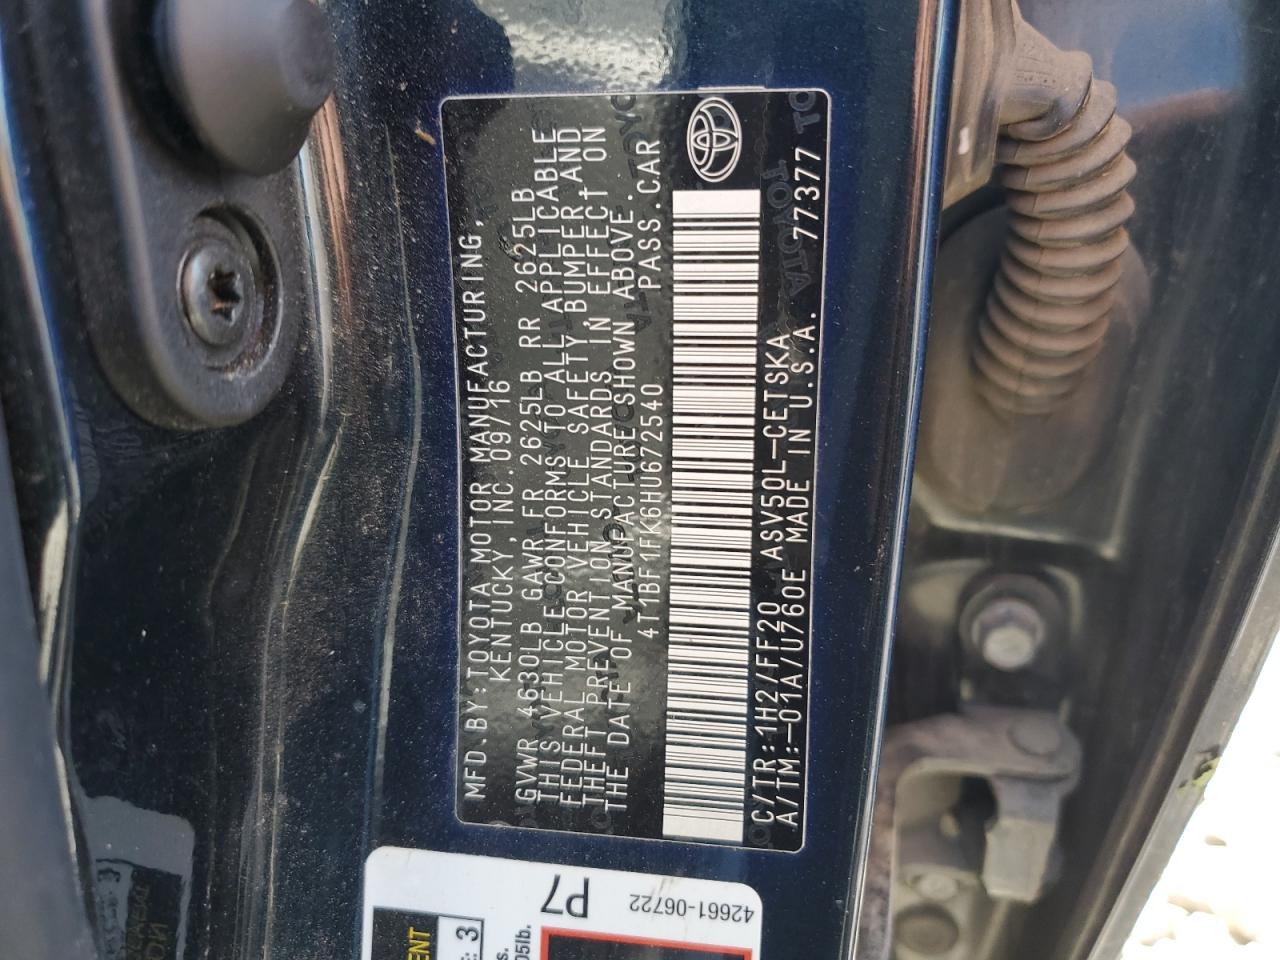 MFD.BY:TOYOTA MOTOR MANUFACTURING,
KENTUCKY,INC. 09/16
GVWR 4630LB GAWR FR 2625LB RR 2625LB
THIS VEHICLE CONFORMS TO ALL APPLICABLE
FEDERAL MOTOR VEHICLE SAFETY, BUMPER, AND
THEFT PREVENTION STANDARDS IN EFFECT ON
THE DATE OF MANUFACTURE SHOWN ABOVE.
4T1BF1FK6HU672540 PASS.CAR
C/TR:1H2/FF20 ASV50L-CETSKA
A/TM:-01A/U760E MADE IN U.S.A. 77377
P7
42661-06722
3